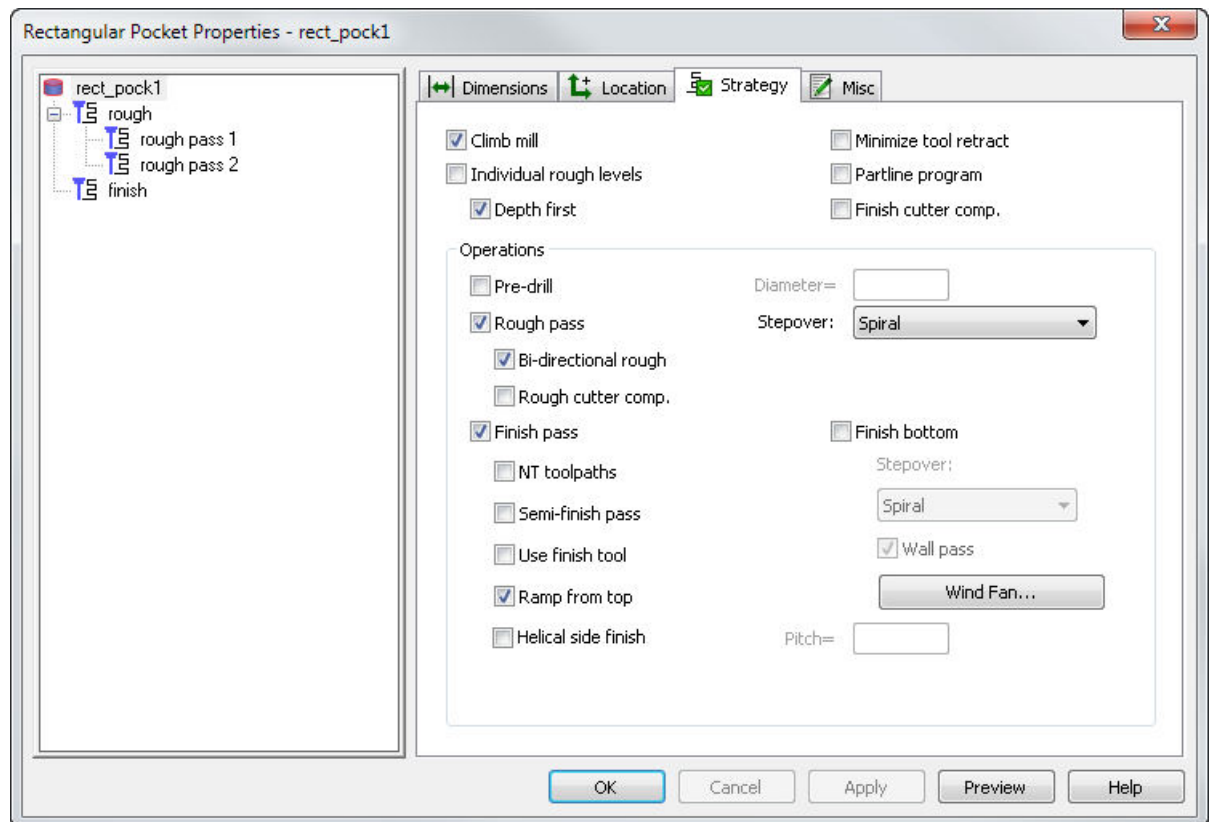 Rectangular Pocket Properties - rect_pock1
rect_pock1
rough
rough pass 1
rough pass 2
finish
Dimensions Location Strategy Misc
Climb mill Minimize tool retract
Individual rough levels Partline program
Depth first Finish cutter comp.
Operations
Pre-drill Diameter=
Rough pass Stepover: Spiral
Bi-directional rough
Rough cutter comp.
Finish pass Finish bottom
NT toolpaths Stepover:
Semi-finish pass Spiral
Use finish tool Wall pass
Ramp from top Wind Fan...
Helical side finish Pitch=
OK Cancel Apply Preview Help